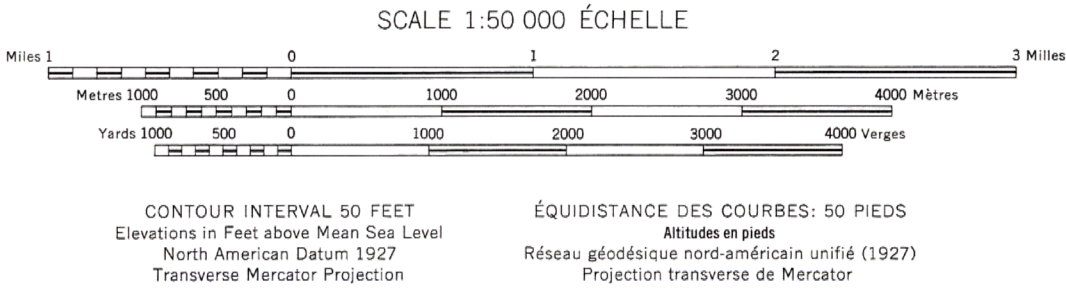 SCALE 1:50 000 ÉCHELLE
Miles 1 0 1 2 3 Milles
Metres 1000 500 0 1000 2000 3000 4000 Mètres
Yards 1000 500 0 1000 2000 3000 4000 Verges
CONTOUR INTERVAL 50 FEET
Elevations in Feet above Mean Sea Level
North American Datum 1927
Transverse Mercator Projection
ÉQUIDISTANCE DES COURBES: 50 PIEDS
Altitudes en pieds
Réseau géodésique nord-américain unifié (1927)
Projection transverse de Mercator